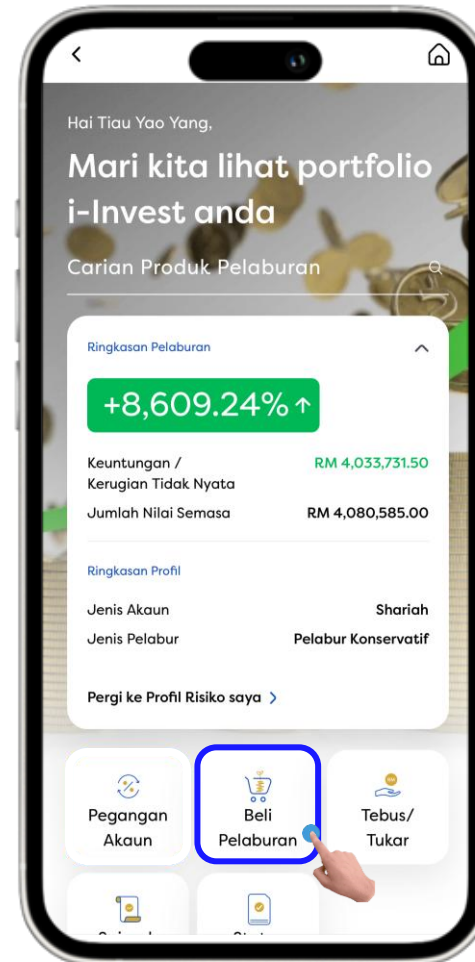 Hai Tiau Yao Yang,
Mari kita lihat portfolio
i-Invest anda
Carian Produk Pelaburan
Ringkasan Pelaburan
+8,609.24% ↑
Keuntungan /
Kerugian Tidak Nyata
RM 4,033,731.50
Jumlah Nilai Semasa
RM 4,080,585.00
Ringkasan Profil
Jenis Akaun
Shariah
Jenis Pelabur
Pelabur Konservatif
Pergi ke Profil Risiko saya >
Pegangan
Akaun
Beli
Pelaburan
Tebus/
Tukar